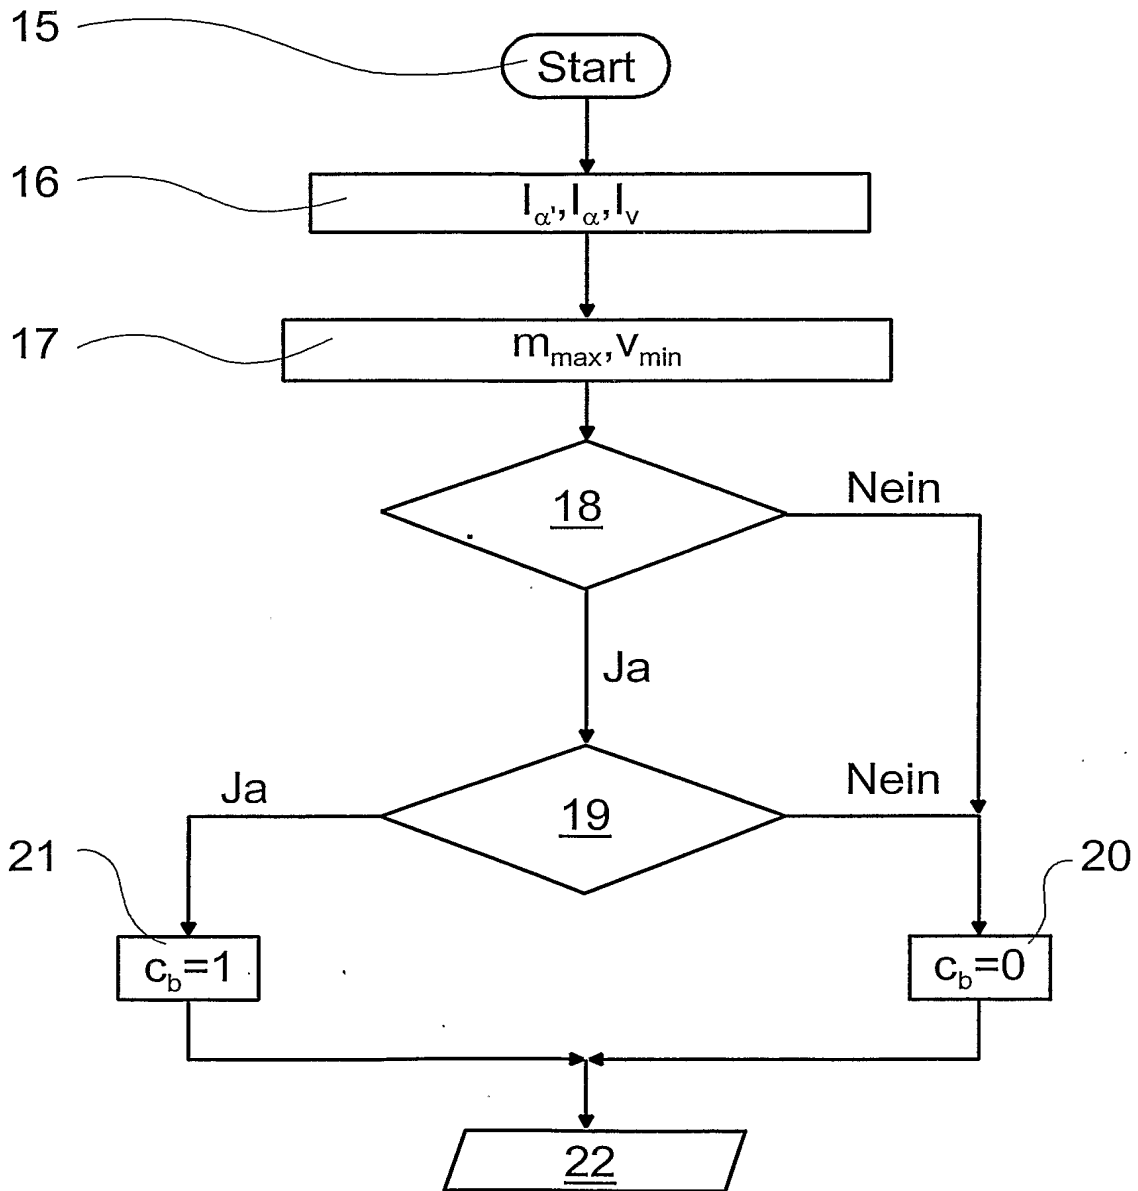 15
Start
16
Iα',Iα,Iv
17
mmax,vmin
18
Nein
Ja
Ja
19
Nein
21
20
cb=1
cb=0
22